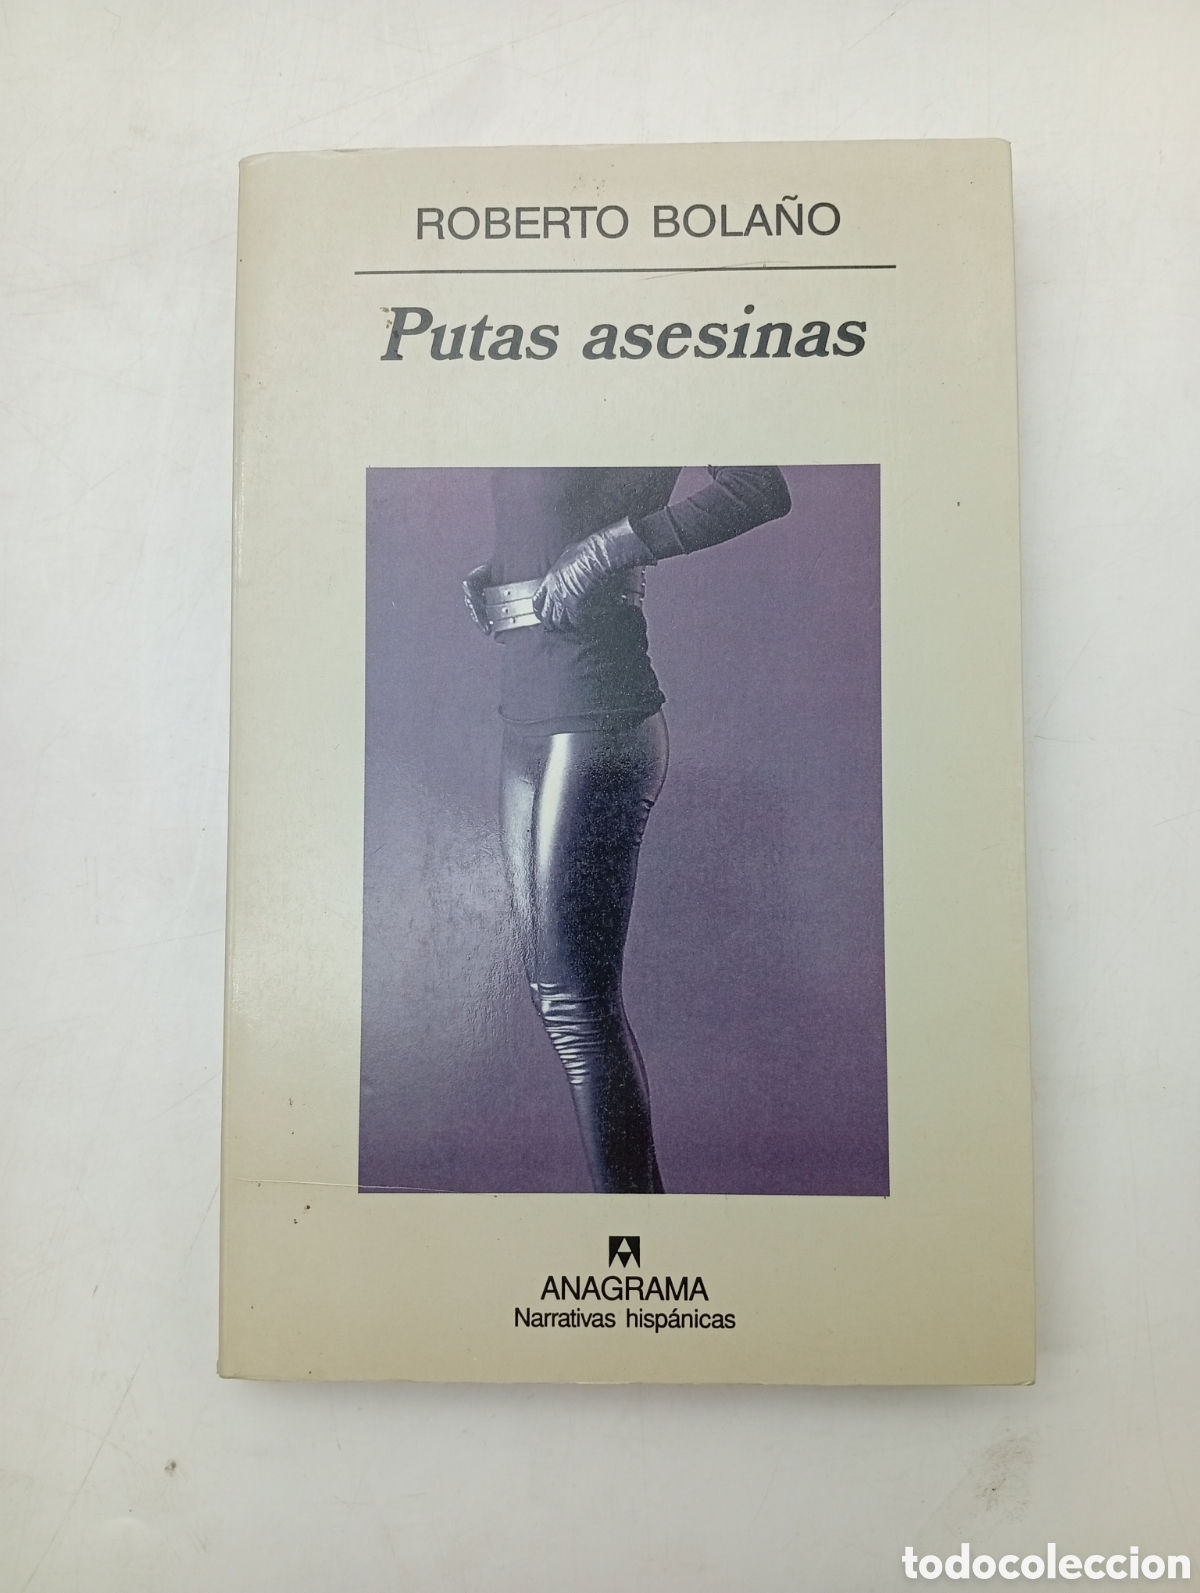 ROBERTO BOLAÑO
Putas asesinas
ANAGRAMA
Narrativas hispánicas
todocoleccion